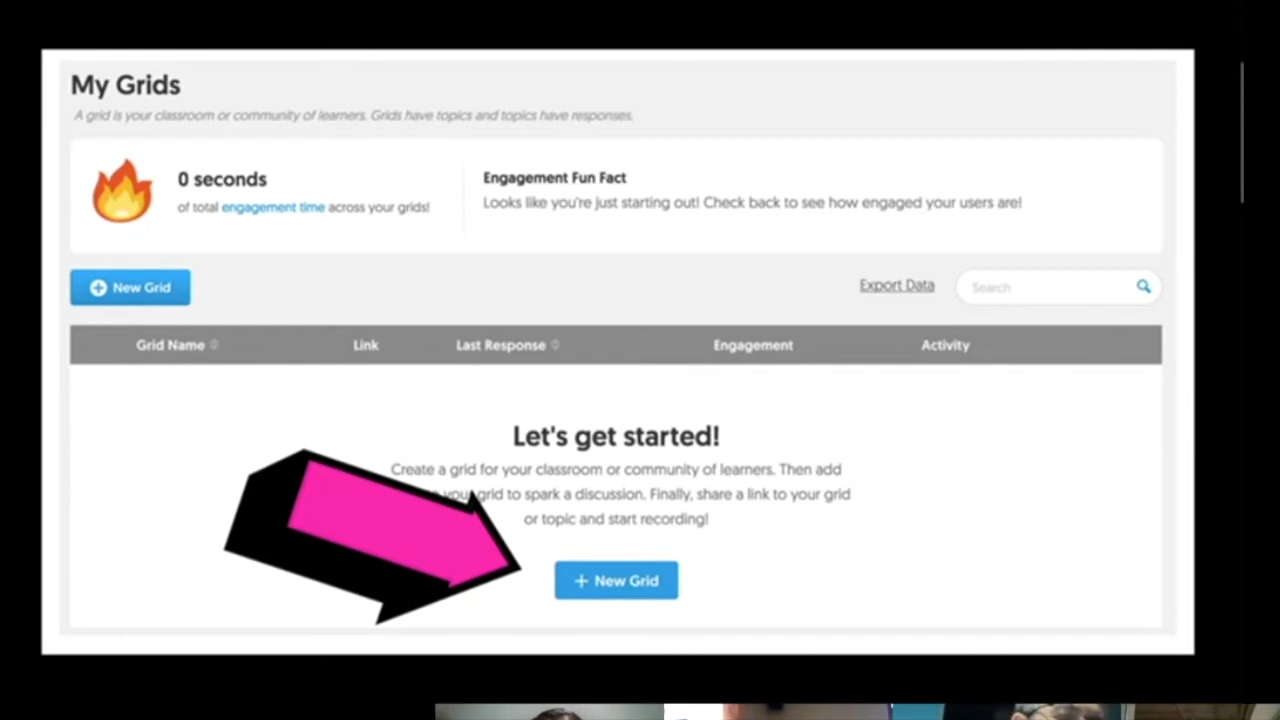 My Grids
A grid is your classroom or community of learners. Grids have topics and topics have responses.
0 seconds
of total engagement time across your grids!
Engagement Fun Fact
Looks like you're just starting out! Check back to see how engaged your users are!
New Grid
Export Data
Search
Grid Name
Link
Last Response
Engagement
Activity
Let's get started!
Create a grid for your classroom or community of learners. Then add
your grid to spark a discussion. Finally, share a link to your grid
or topic and start recording!
+ New Grid